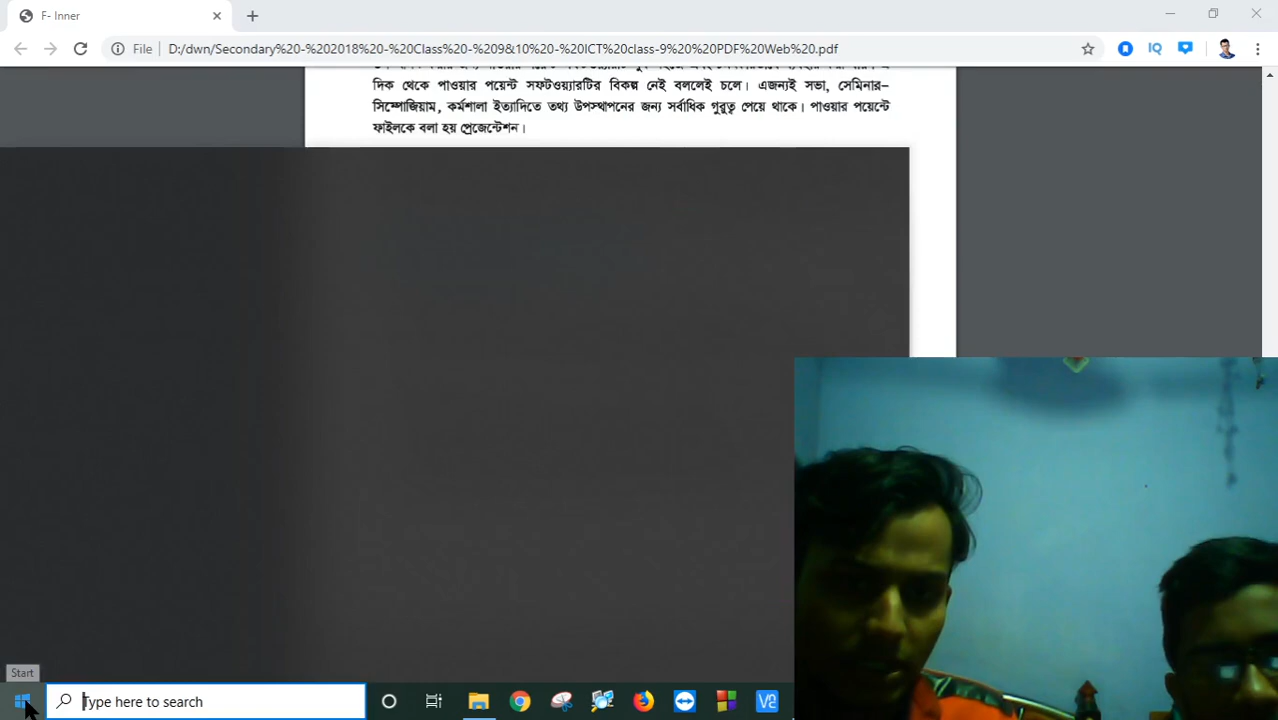 F- Inner
File
D:/dwn/Secondary%20-%202018%20-%20Class%20-%209&10%20-%20ICT%20class-9%20%20PDF%20Web%20.pdf
দিক থেকে পাওয়ার পয়েন্ট সফটওয়্যারটির বিকল্প নেই বললেই চলে। এজন্যই সভা, সেমিনার-
সিম্পোজিয়াম, কর্মশালা ইত্যাদিতে তথ্য উপস্থাপনের জন্য সর্বাধিক গুরুত্ব পেয়ে থাকে। পাওয়ার পয়েন্টে
ফাইলকে বলা হয় প্রেজেন্টেশন।
Start
Type here to search